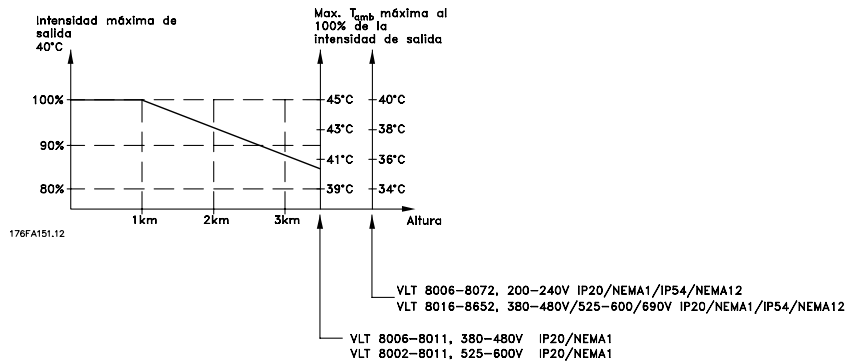 Intensidad máxima de
salida
40°C
Max. Tamb máxima al
100% de la
intensidad de salida
100%
90%
80%
45°C
43°C
41°C
39°C
40°C
38°C
36°C
34°C
1km
2km
3km
Altura
176FA151.12
VLT 8006-8072, 200-240V IP20/NEMA1/IP54/NEMA12
VLT 8016-8652, 380-480V/525-600/690V IP20/NEMA1/IP54/NEMA12
VLT 8006-8011, 380-480V IP20/NEMA1
VLT 8002-8011, 525-600V IP20/NEMA1